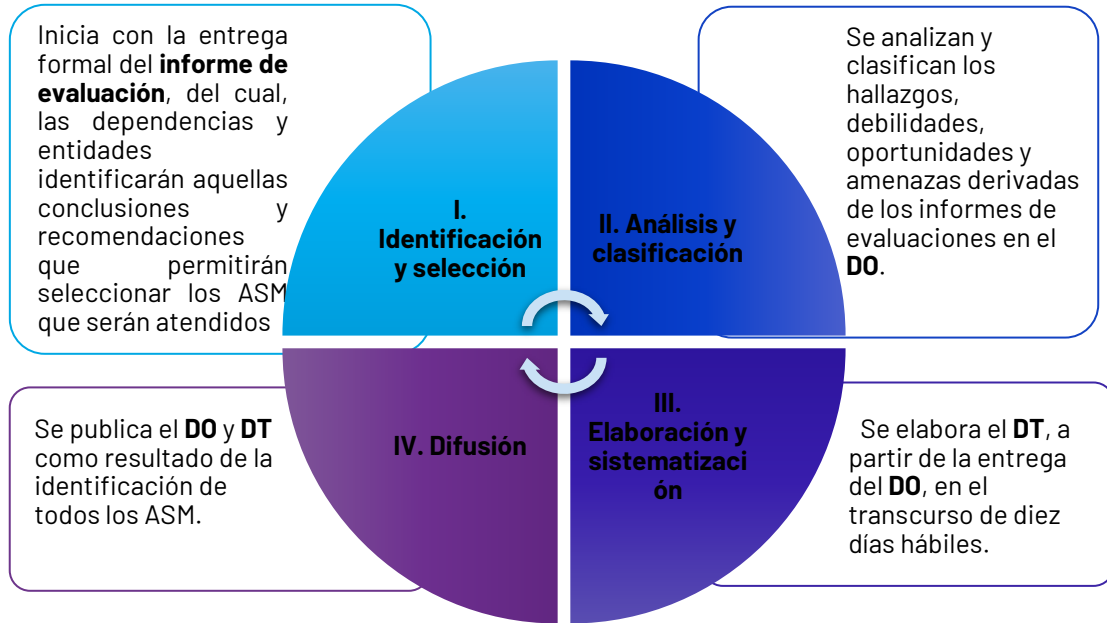 Inicia con la entrega
formal del informe de
evaluación, del cual,
las dependencias y
entidades
identificarán aquellas
conclusiones y
recomendaciones
que permitirán
seleccionar los ASM
que serán atendidos
I.
Identificación
y selección
II. Análisis y
clasificación
Se analizan y
clasifican los
hallazgos,
debilidades,
oportunidades y
amenazas derivadas
de los informes de
evaluaciones en el
DO.
Se publica el DO y DT
como resultado de la
identificación de
todos los ASM.
IV. Difusión
III.
Elaboración y
sistematizaci
ón
Se elabora el DT, a
partir de la entrega
del DO, en el
transcurso de diez
días hábiles.